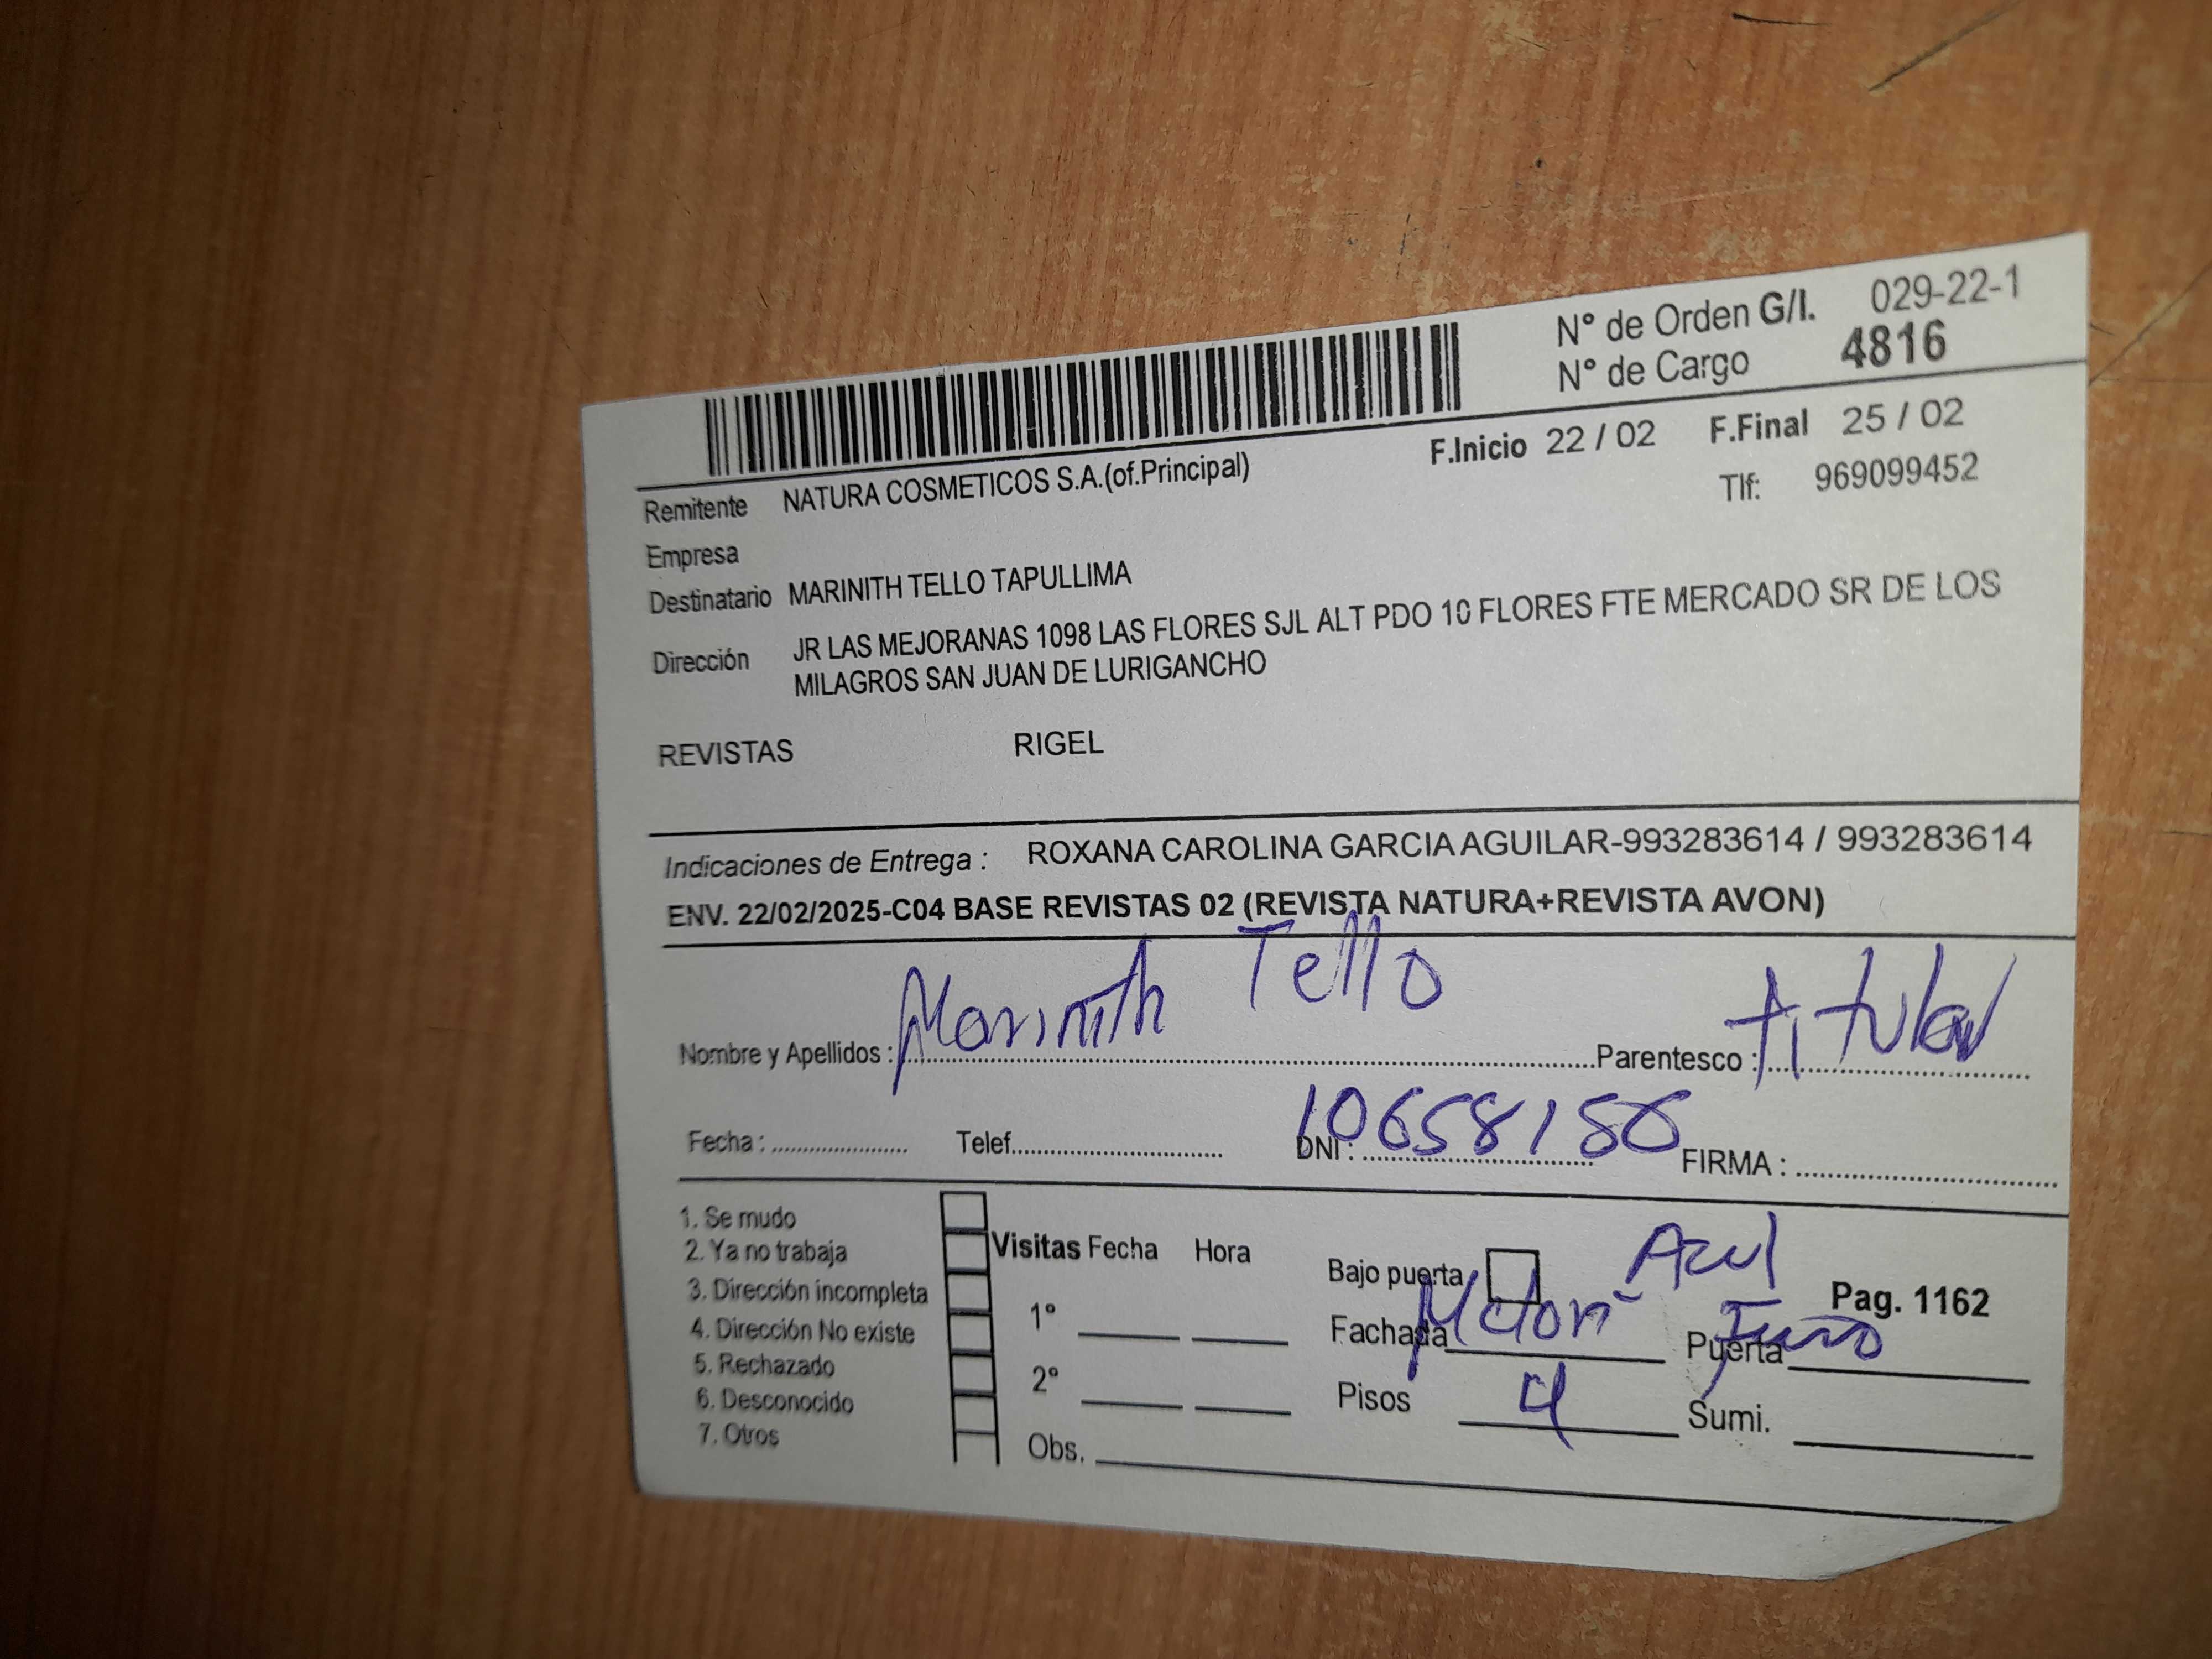 N° de Orden G/I. 029-22-1
N° de Cargo 4816
F.Inicio 22 / 02 F.Final 25 / 02
Remitente NATURA COSMETICOS S.A.(of.Principal) Tlf: 969099452
Empresa
Destinatario MARINITH TELLO TAPULLIMA
Dirección JR LAS MEJORANAS 1098 LAS FLORES SJL ALT PDO 10 FLORES FTE MERCADO SR DE LOS
MILAGROS SAN JUAN DE LURIGANCHO
REVISTAS RIGEL
Indicaciones de Entrega : ROXANA CAROLINA GARCIA AGUILAR-993283614 / 993283614
ENV. 22/02/2025-C04 BASE REVISTAS 02 (REVISTA NATURA+REVISTA AVON)
Nombre y Apellidos : Marinith Tello Parentesco : titular
Fecha : Telef. DNI : FIRMA :
1. Se mudo
2. Ya no trabaja
3. Dirección incompleta
4. Dirección No existe
5. Rechazado
6. Desconocido
7. Otros
Visitas Fecha Hora
1°
2°
Obs.
Bajo puerta Azul Pag. 1162
Fachada Puerta
Pisos 4 Sumi.